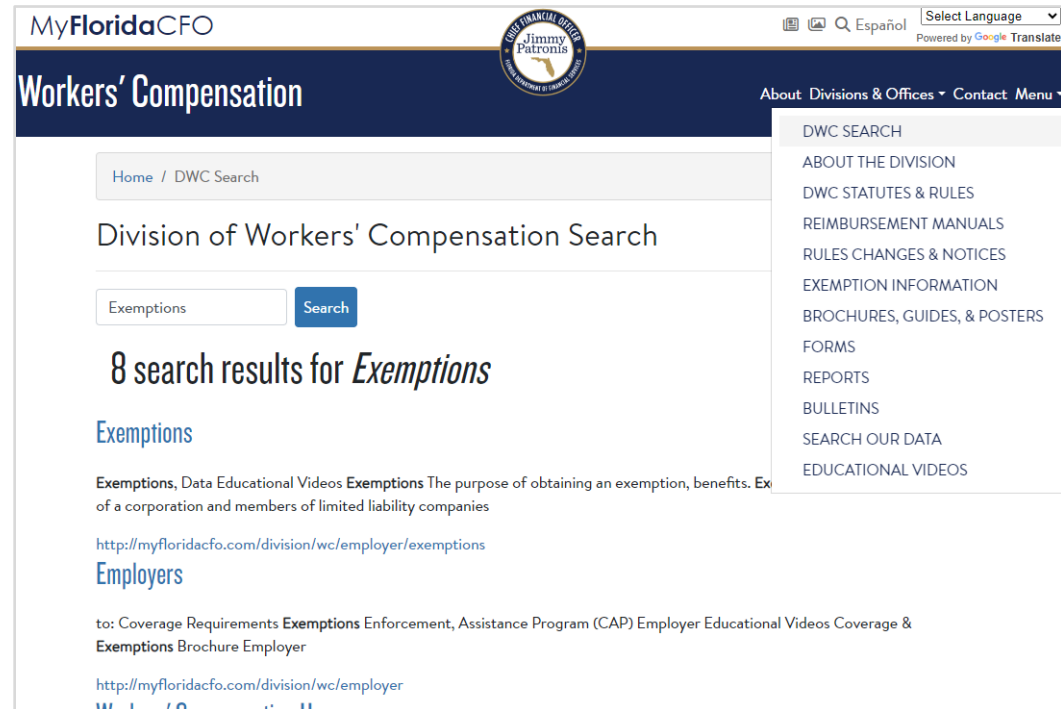 MyFloridaCFO
CHIEF FINANCIAL OFFICER
Jimmy
Patronis
FLORIDA DEPARTMENT OF FINANCIAL SERVICES
Español
Select Language
Powered by Google Translate
Workers' Compensation
About Divisions & Offices Contact Menu
DWC SEARCH
ABOUT THE DIVISION
DWC STATUTES & RULES
REIMBURSEMENT MANUALS
RULES CHANGES & NOTICES
EXEMPTION INFORMATION
BROCHURES, GUIDES, & POSTERS
FORMS
REPORTS
BULLETINS
SEARCH OUR DATA
EDUCATIONAL VIDEOS
Home / DWC Search
Division of Workers' Compensation Search
Exemptions
Search
8 search results for Exemptions
Exemptions
Exemptions, Data Educational Videos Exemptions The purpose of obtaining an exemption, benefits. Ex
of a corporation and members of limited liability companies
http://myfloridacfo.com/division/wc/employer/exemptions
Employers
to: Coverage Requirements Exemptions Enforcement, Assistance Program (CAP) Employer Educational Videos Coverage &
Exemptions Brochure Employer
http://myfloridacfo.com/division/wc/employer